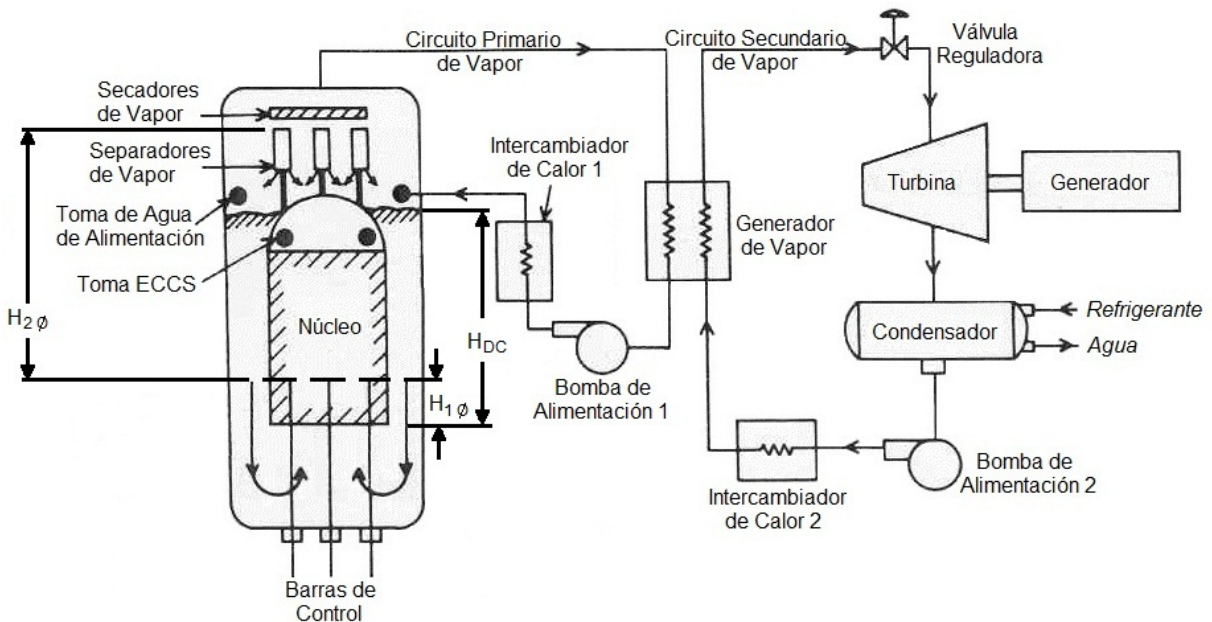 Circuito Primario
de Vapor
Circuito Secundario
de Vapor
Válvula
Reguladora
Secadores
de Vapor
Separadores
de Vapor
Toma de Agua
de Alimentación
Toma ECCS
Intercambiador
de Calor 1
Generador
de Vapor
Turbina
Generador
H2ø
Núcleo
HDC
H1ø
Bomba de
Alimentación 1
Condensador
Refrigerante
Agua
Intercambiador
de Calor 2
Bomba de
Alimentación 2
Barras de
Control